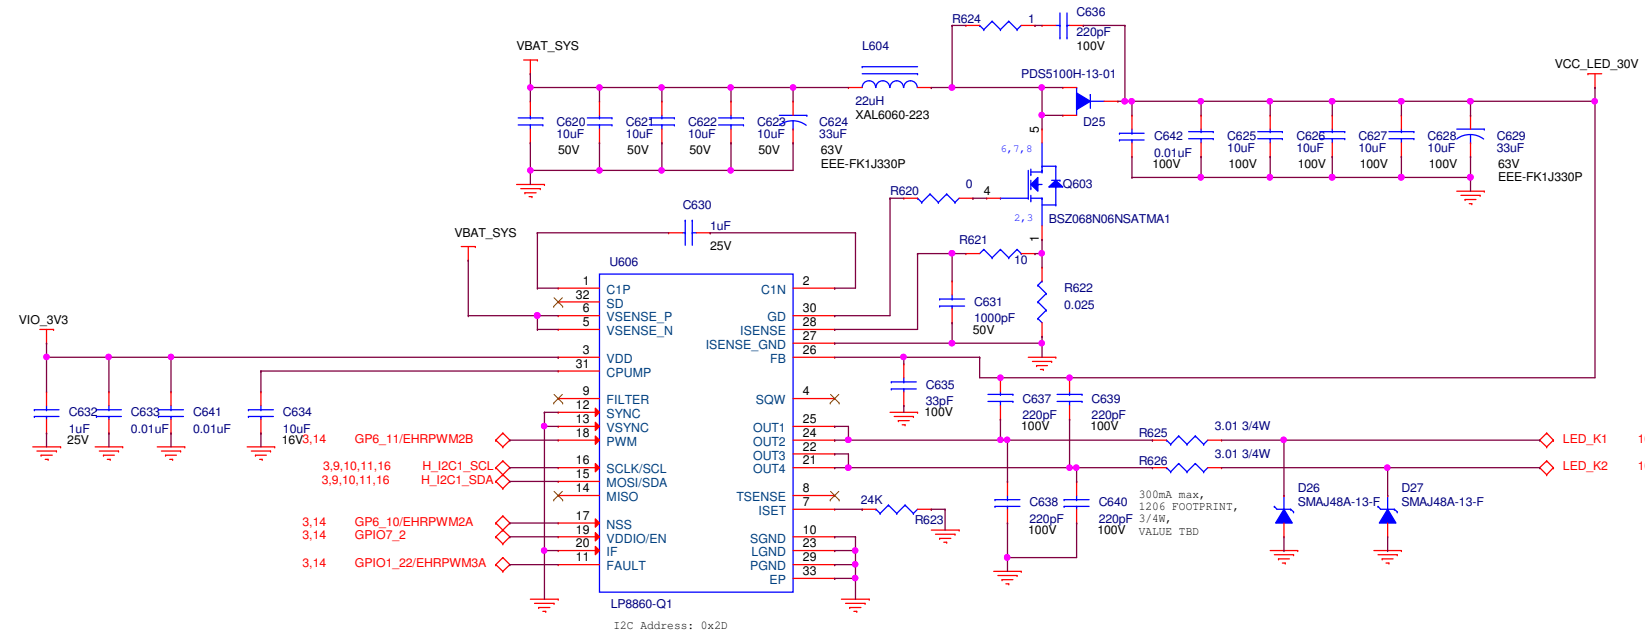 R624
1
C636
220pF
100V
VBAT_SYS
L604
22uH
XAL6060-223
PDS5100H-13-01
D25
VCC_LED_30V
C620
10uF
50V
C621
10uF
50V
C622
10uF
50V
C623
10uF
50V
C624
33uF
63V
EEE-FK1J330P
C642
0.01uF
100V
C625
10uF
100V
C626
10uF
100V
C627
10uF
100V
C628
10uF
100V
C629
33uF
63V
EEE-FK1J330P
5
6,7,8
Q603
R620
0
4
2,3
BSZ068N06NSATMA1
1
C630
1uF
25V
VBAT_SYS
R621
10
R622
0.025
C631
1000pF
50V
U606
1
C1P
32
SD
6
VSENSE_P
5
VSENSE_N
3
VDD
31
CPUMP
9
FILTER
12
SYNC
13
VSYNC
18
PWM
16
SCLK/SCL
15
MOSI/SDA
14
MISO
17
NSS
19
VDDIO/EN
20
IF
11
FAULT
2
C1N
30
GD
28
ISENSE
27
ISENSE_GND
26
FB
4
SQW
25
OUT1
24
OUT2
22
OUT3
21
OUT4
8
TSENSE
7
ISET
10
SGND
23
LGND
29
PGND
33
EP
LP8860-Q1
I2C Address: 0x2D
VIO_3V3
C632
1uF
25V
C633
0.01uF
C641
0.01uF
C634
10uF
16V
3,14 GP6_11/EHRPWM2B
3,9,10,11,16 H_I2C1_SCL
3,9,10,11,16 H_I2C1_SDA
3,14 GP6_10/EHRPWM2A
3,14 GPIO7_2
3,14 GPIO1_22/EHRPWM3A
C635
33pF
100V
C637
220pF
100V
C639
220pF
100V
R625
3.01 3/4W
R626
3.01 3/4W
LED_K1
LED_K2
C638
220pF
100V
C640
220pF
100V
300mA max,
1206 FOOTPRINT,
3/4W,
VALUE TBD
D26
SMAJ48A-13-F
D27
SMAJ48A-13-F
24K
R623